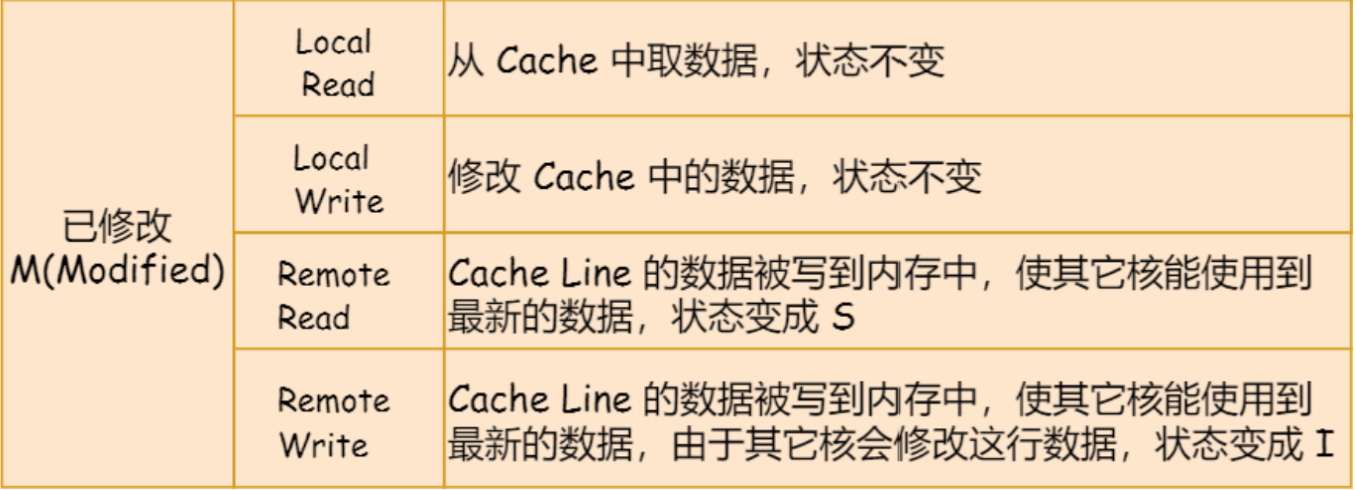 已修改
M(Modified)
Local
Read
从 Cache 中取数据，状态不变
Local
Write
修改 Cache 中的数据，状态不变
Remote
Read
Cache Line 的数据被写到内存中，使其它核能使用到
最新的数据，状态变成 S
Remote
Write
Cache Line 的数据被写到内存中，使其它核能使用到
最新的数据，由于其它核会修改这行数据，状态变成 I